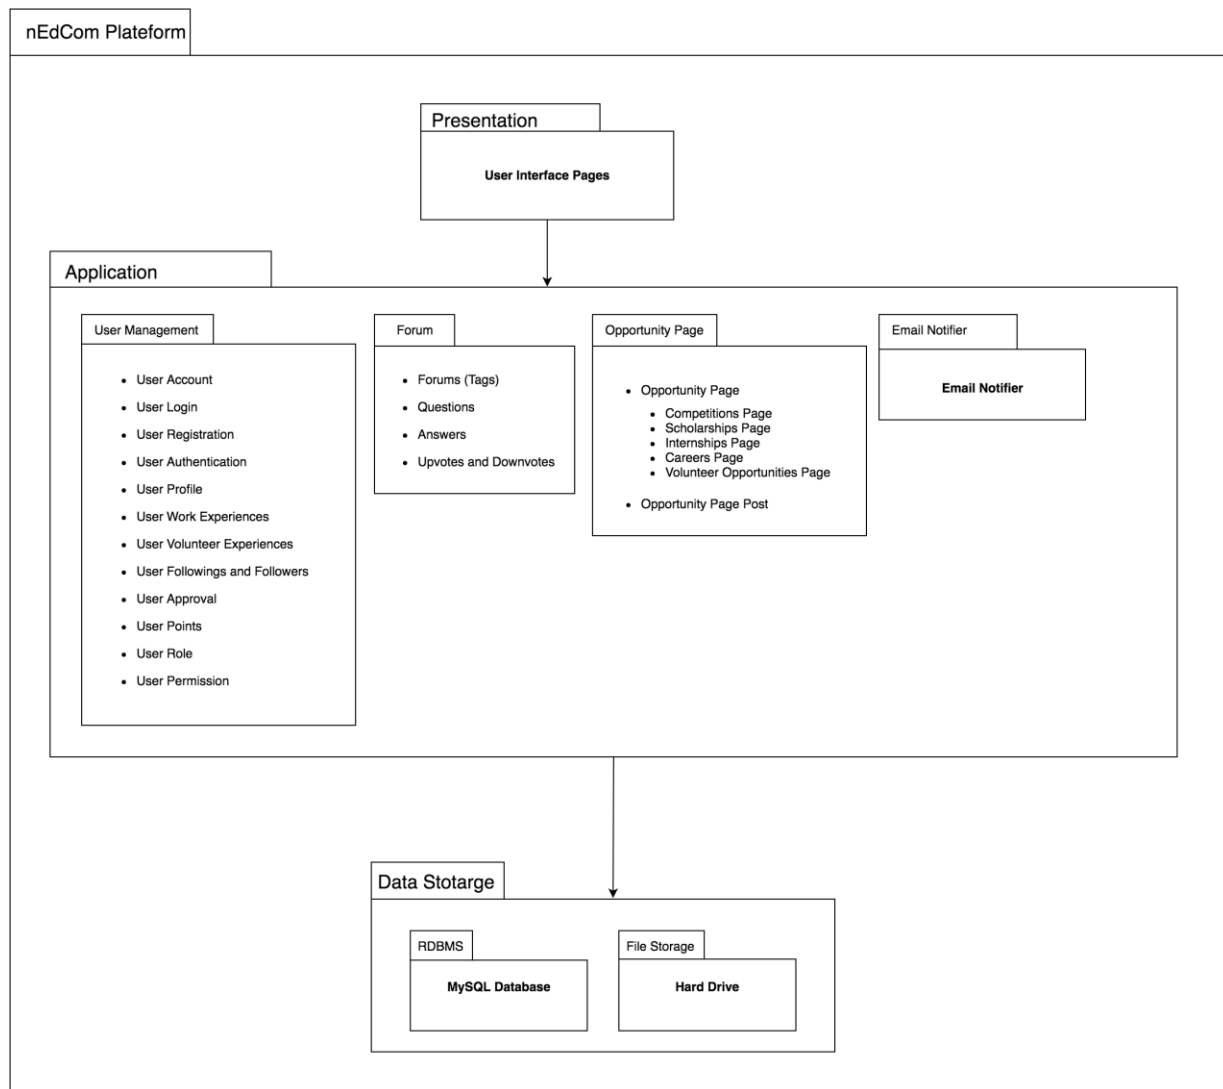 nEdCom Plateform
Presentation
User Interface Pages
Application
User Management
User Account
User Login
User Registration
User Authentication
User Profile
User Work Experiences
User Volunteer Experiences
User Followings and Followers
User Approval
User Points
User Role
User Permission
Forum
Forums (Tags)
Questions
Answers
Upvotes and Downvotes
Opportunity Page
Opportunity Page
Competitions Page
Scholarships Page
Internships Page
Careers Page
Volunteer Opportunities Page
Opportunity Page Post
Email Notifier
Email Notifier
Data Stotarge
RDBMS
MySQL Database
File Storage
Hard Drive